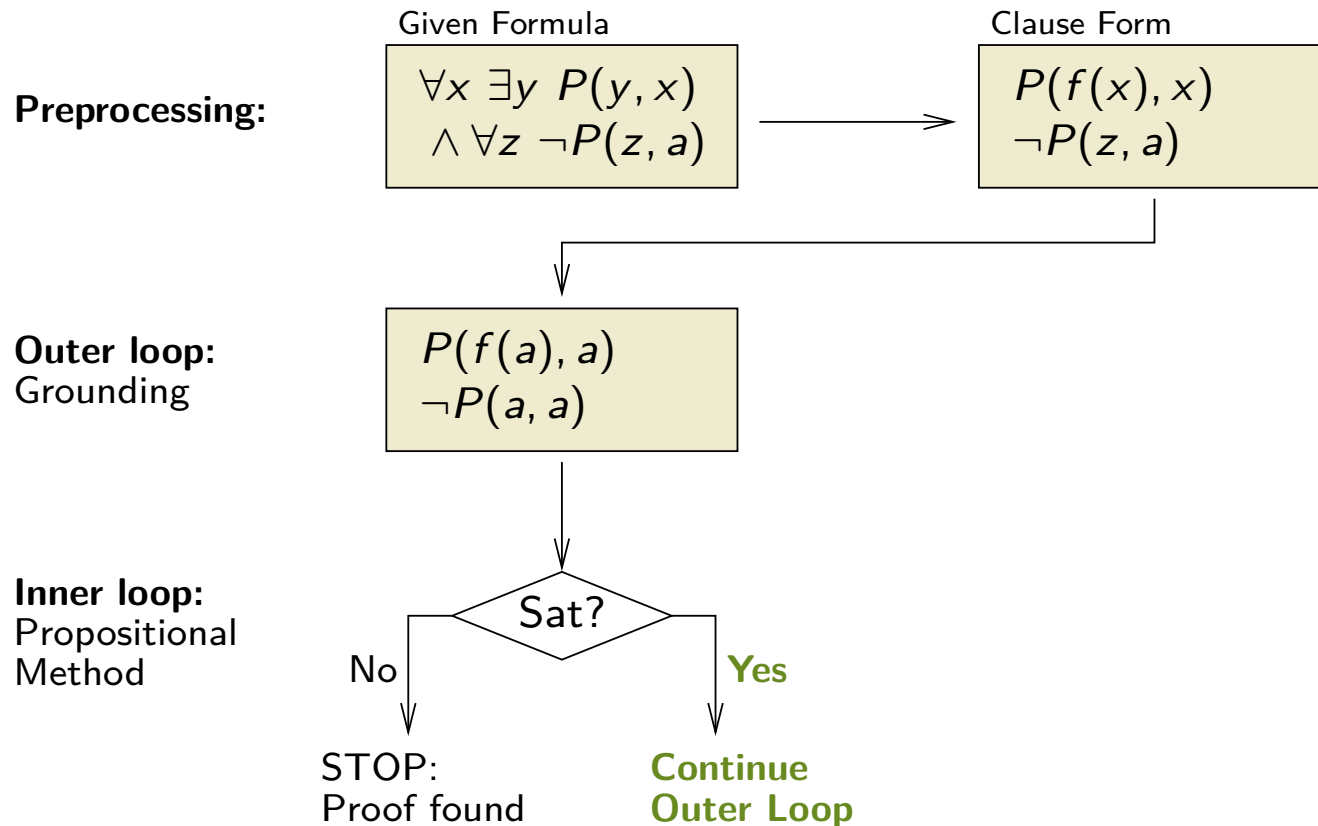 Given Formula
Clause Form
Preprocessing:
∀x ∃y P(y, x)
∧ ∀z ¬P(z, a)
P(f(x), x)
¬P(z, a)
Outer loop:
Grounding
P(f(a), a)
¬P(a, a)
Inner loop:
Propositional
Method
Sat?
No
Yes
STOP:
Proof found
Continue
Outer Loop